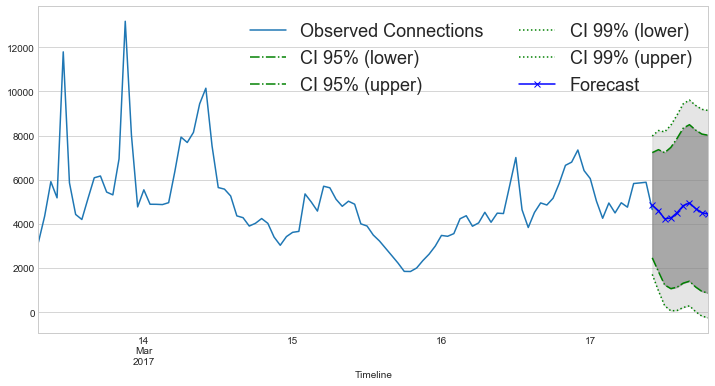 Observed Connections
CI 95% (lower)
CI 95% (upper)
CI 99% (lower)
CI 99% (upper)
Forecast
12000
10000
8000
6000
4000
2000
0
14
Mar
2017
15
16
17
Timeline